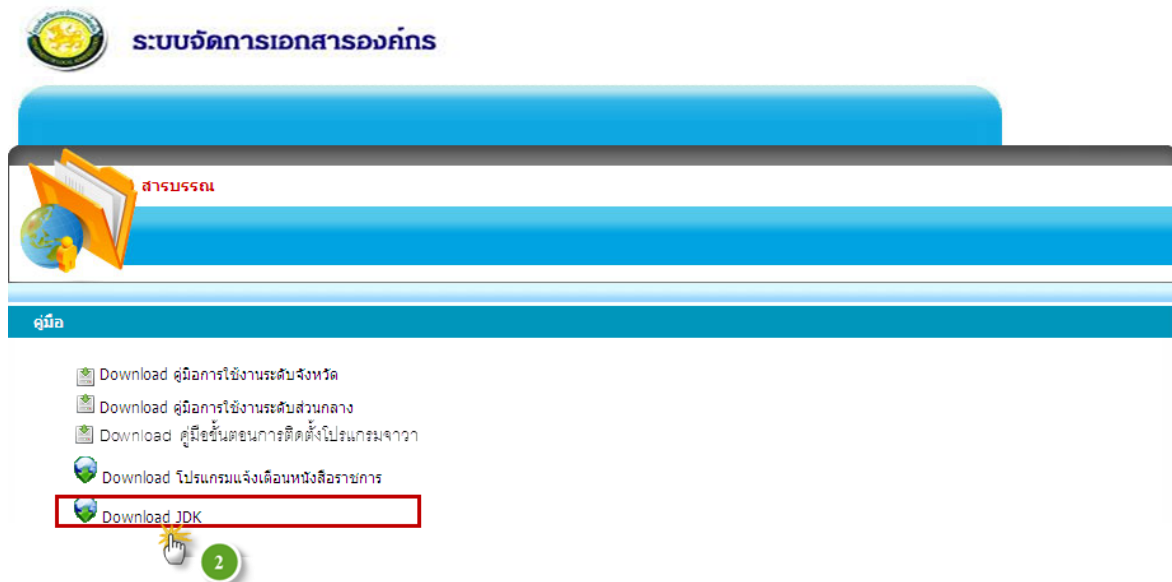 ระบบจัดการเอกสารองค์กร
สารบรรณ
คู่มือ
Download คู่มือการใช้งานระดับจังหวัด
Download คู่มือการใช้งานระดับส่วนกลาง
Download คู่มือขั้นตอนการติดตั้งโปรแกรมจาวา
Download โปรแกรมแจ้งเตือนหนังสือราชการ
Download JDK
2